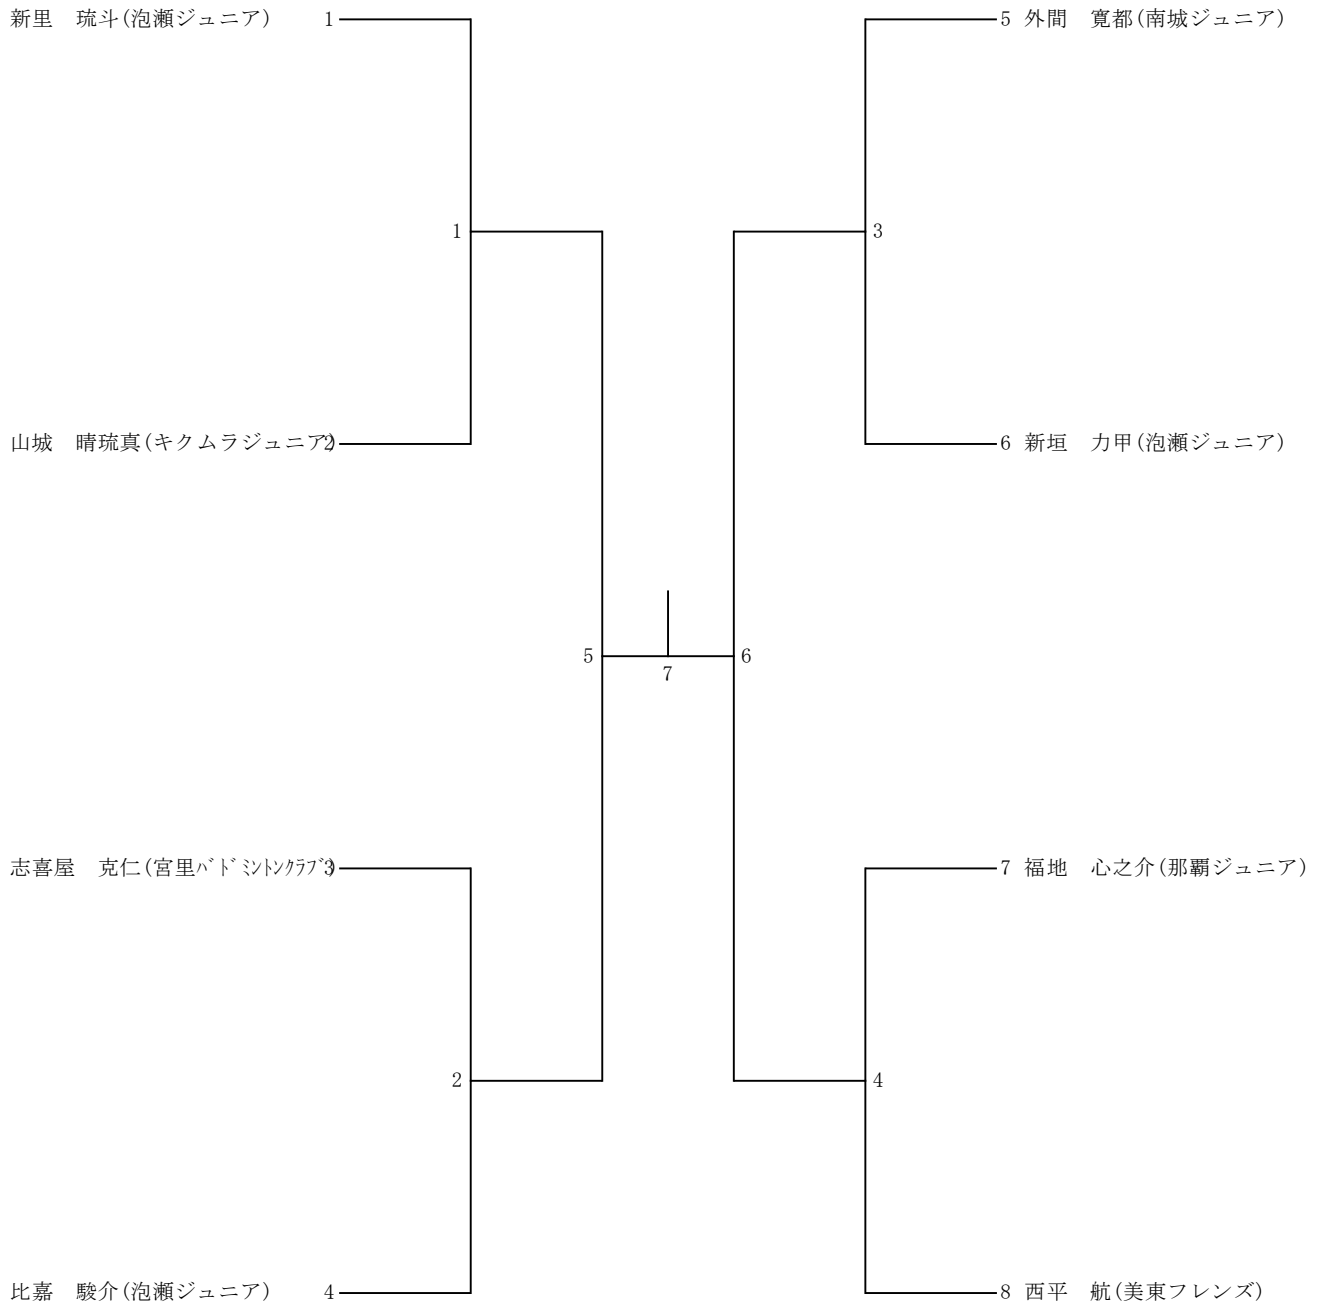 新里　琉斗(泡瀬ジュニア)　1
5 外間　寛都(南城ジュニア)
1
3
山城　晴琉真(キクムラジュニア)2
6 新垣　力甲(泡瀬ジュニア)
5
7
6
志喜屋　克仁(宮里ﾊﾞﾄﾞﾐﾝﾄﾝｸﾗﾌﾞ)3
7 福地　心之介(那覇ジュニア)
2
4
比嘉　駿介(泡瀬ジュニア)　4
8 西平　航(美東フレンズ)